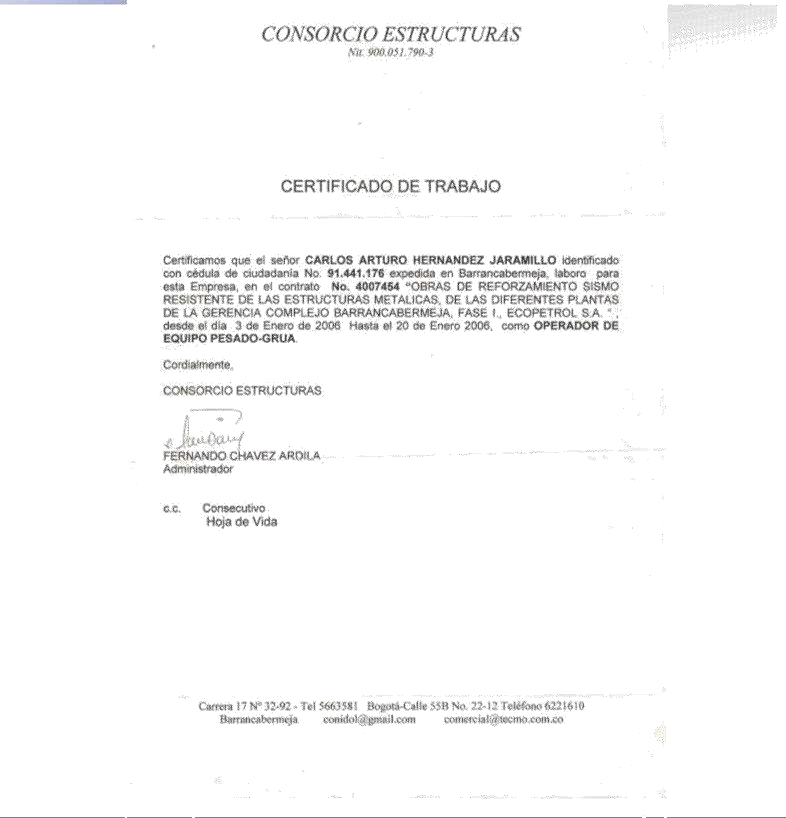 CONSORCIO ESTRUCTURAS
Nit. 900.051.790-3
CERTIFICADO DE TRABAJO
Certificamos que el señor CARLOS ARTURO HERNANDEZ JARAMILLO identificado
con cédula de ciudadanía No. 91.441.176 expedida en Barrancabermeja, laboro para
esta Empresa, en el contrato No. 4007454 "OBRAS DE REFORZAMIENTO SISMO
RESISTENTE DE LAS ESTRUCTURAS METALICAS, DE LAS DIFERENTES PLANTAS
DE LA GERENCIA COMPLEJO BARRANCABERMEJA, FASE I., ECOPETROL S.A. " ;
desde el día 3 de Enero de 2006 Hasta el 20 de Enero 2006, como OPERADOR DE
EQUIPO PESADO-GRUA.
Cordialmente,
CONSORCIO ESTRUCTURAS
FERNANDO CHAVEZ ARDILA
Administrador
c.c. Consecutivo
Hoja de Vida
Carrera 17 Nº 32-92 - Tel 5663581 Bogotá-Calle 55B No. 22-12 Teléfono 6221610
Barrancabermeja conidol@gmail.com comercial@tecmo.com.co